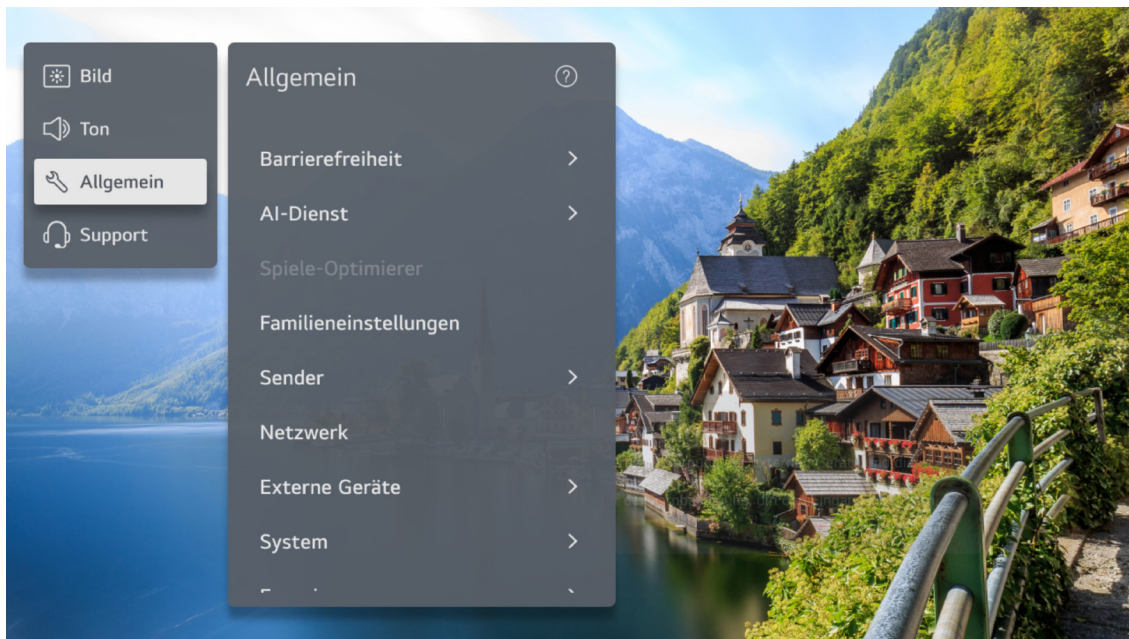 Bild
Ton
Allgemein
Support
Allgemein
Barrierefreiheit
AI-Dienst
Spiele-Optimierer
Familieneinstellungen
Sender
Netzwerk
Externe Geräte
System